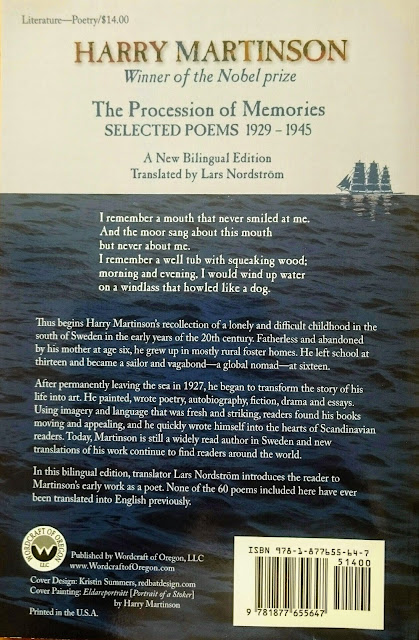 Literature—Poetry/$14.00
HARRY MARTINSON
Winner of the Nobel prize
The Procession of Memories
SELECTED POEMS 1929 – 1945
A New Bilingual Edition
Translated by Lars Nordström
I remember a mouth that never smiled at me.
And the moor sang about this mouth
but never about me.
I remember a well tub with squeaking wood;
morning and evening, I would wind up water
on a windlass that howled like a dog.
Thus begins Harry Martinson's recollection of a lonely and difficult childhood in the
south of Sweden in the early years of the 20th century. Fatherless and abandoned
by his mother at age six, he grew up in mostly rural foster homes. He left school at
thirteen and became a sailor and vagabond—a global nomad—at sixteen.
After permanently leaving the sea in 1927, he began to transform the story of his
life into art. He painted, wrote poetry, autobiography, fiction, drama and essays.
Using imagery and language that was fresh and striking, readers found his books
moving and appealing, and he quickly wrote himself into the hearts of Scandinavian
readers. Today, Martinson is still a widely read author in Sweden and new
translations of his work continue to find readers around the world.
In this bilingual edition, translator Lars Nordström introduces the reader to
Martinson's early work as a poet. None of the 60 poems included here have ever
been translated into English previously.
WORDCRAFT OF OREGON
W
LLC
Published by Wordcraft of Oregon, LLC
www.WordcraftofOregon.com
Cover Design: Kristin Summers, redbatdesign.com
Cover Painting: Eldareporträtt [Portrait of a Stoker]
by Harry Martinson
Printed in the U.S.A.
ISBN 978-1-877655-64-7
51400
9 781877 655647